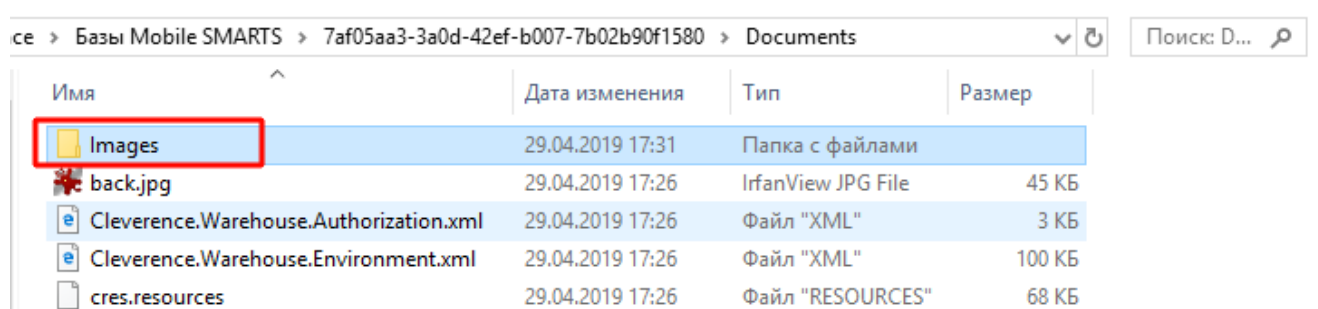 ce > Базы Mobile SMARTS > 7af05aa3-3a0d-42ef-b007-7b02b90f1580 > Documents Поиск: D...
Имя Дата изменения Тип Размер
Images 29.04.2019 17:31 Папка с файлами
back.jpg 29.04.2019 17:26 IrfanView JPG File 45 КБ
Cleverence.Warehouse.Authorization.xml 29.04.2019 17:26 Файл "XML" 3 КБ
Cleverence.Warehouse.Environment.xml 29.04.2019 17:26 Файл "XML" 100 КБ
cres.resources 29.04.2019 17:26 Файл "RESOURCES" 68 КБ